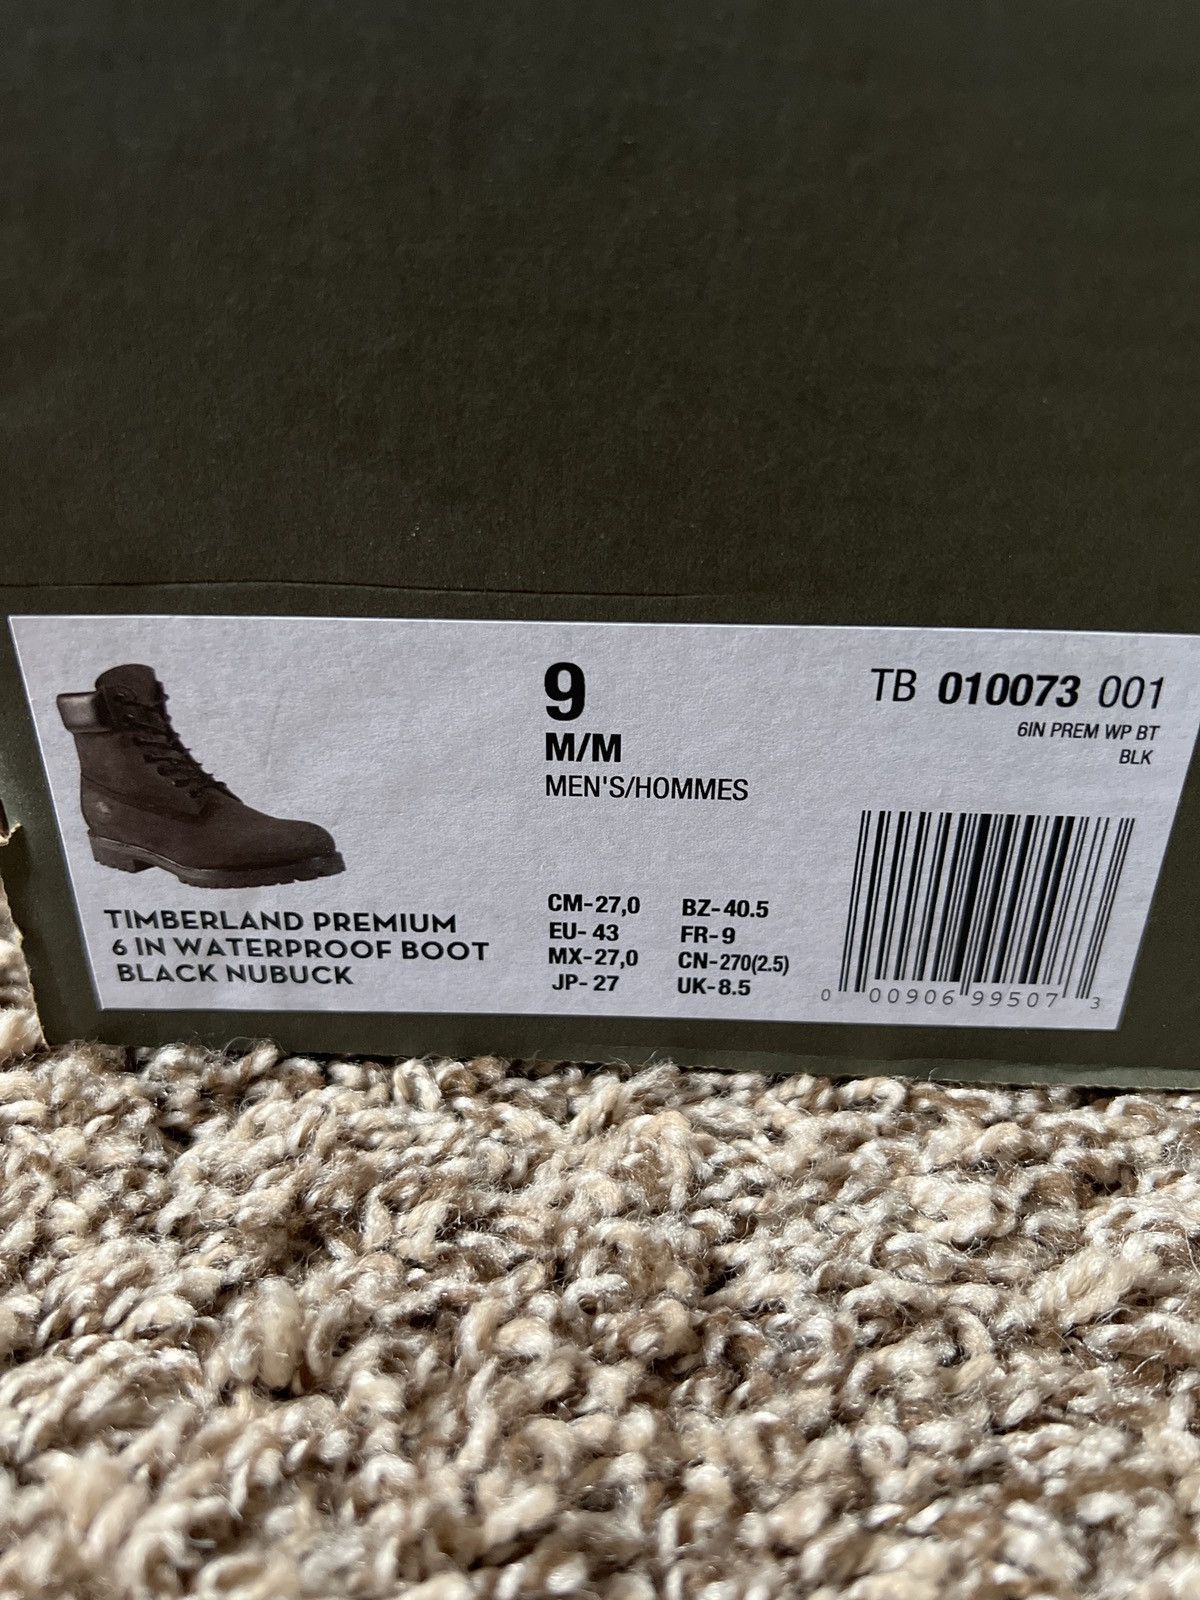 9
M/M
MEN'S/HOMMES
TB 010073 001
6IN PREM WP BT
BLK
TIMBERLAND PREMIUM
6 IN WATERPROOF BOOT
BLACK NUBUCK
CM-27,0 BZ-40.5
EU-43 FR-9
MX-27,0 CN-270(2.5)
JP-27 UK-8.5
0 00906 99507 3